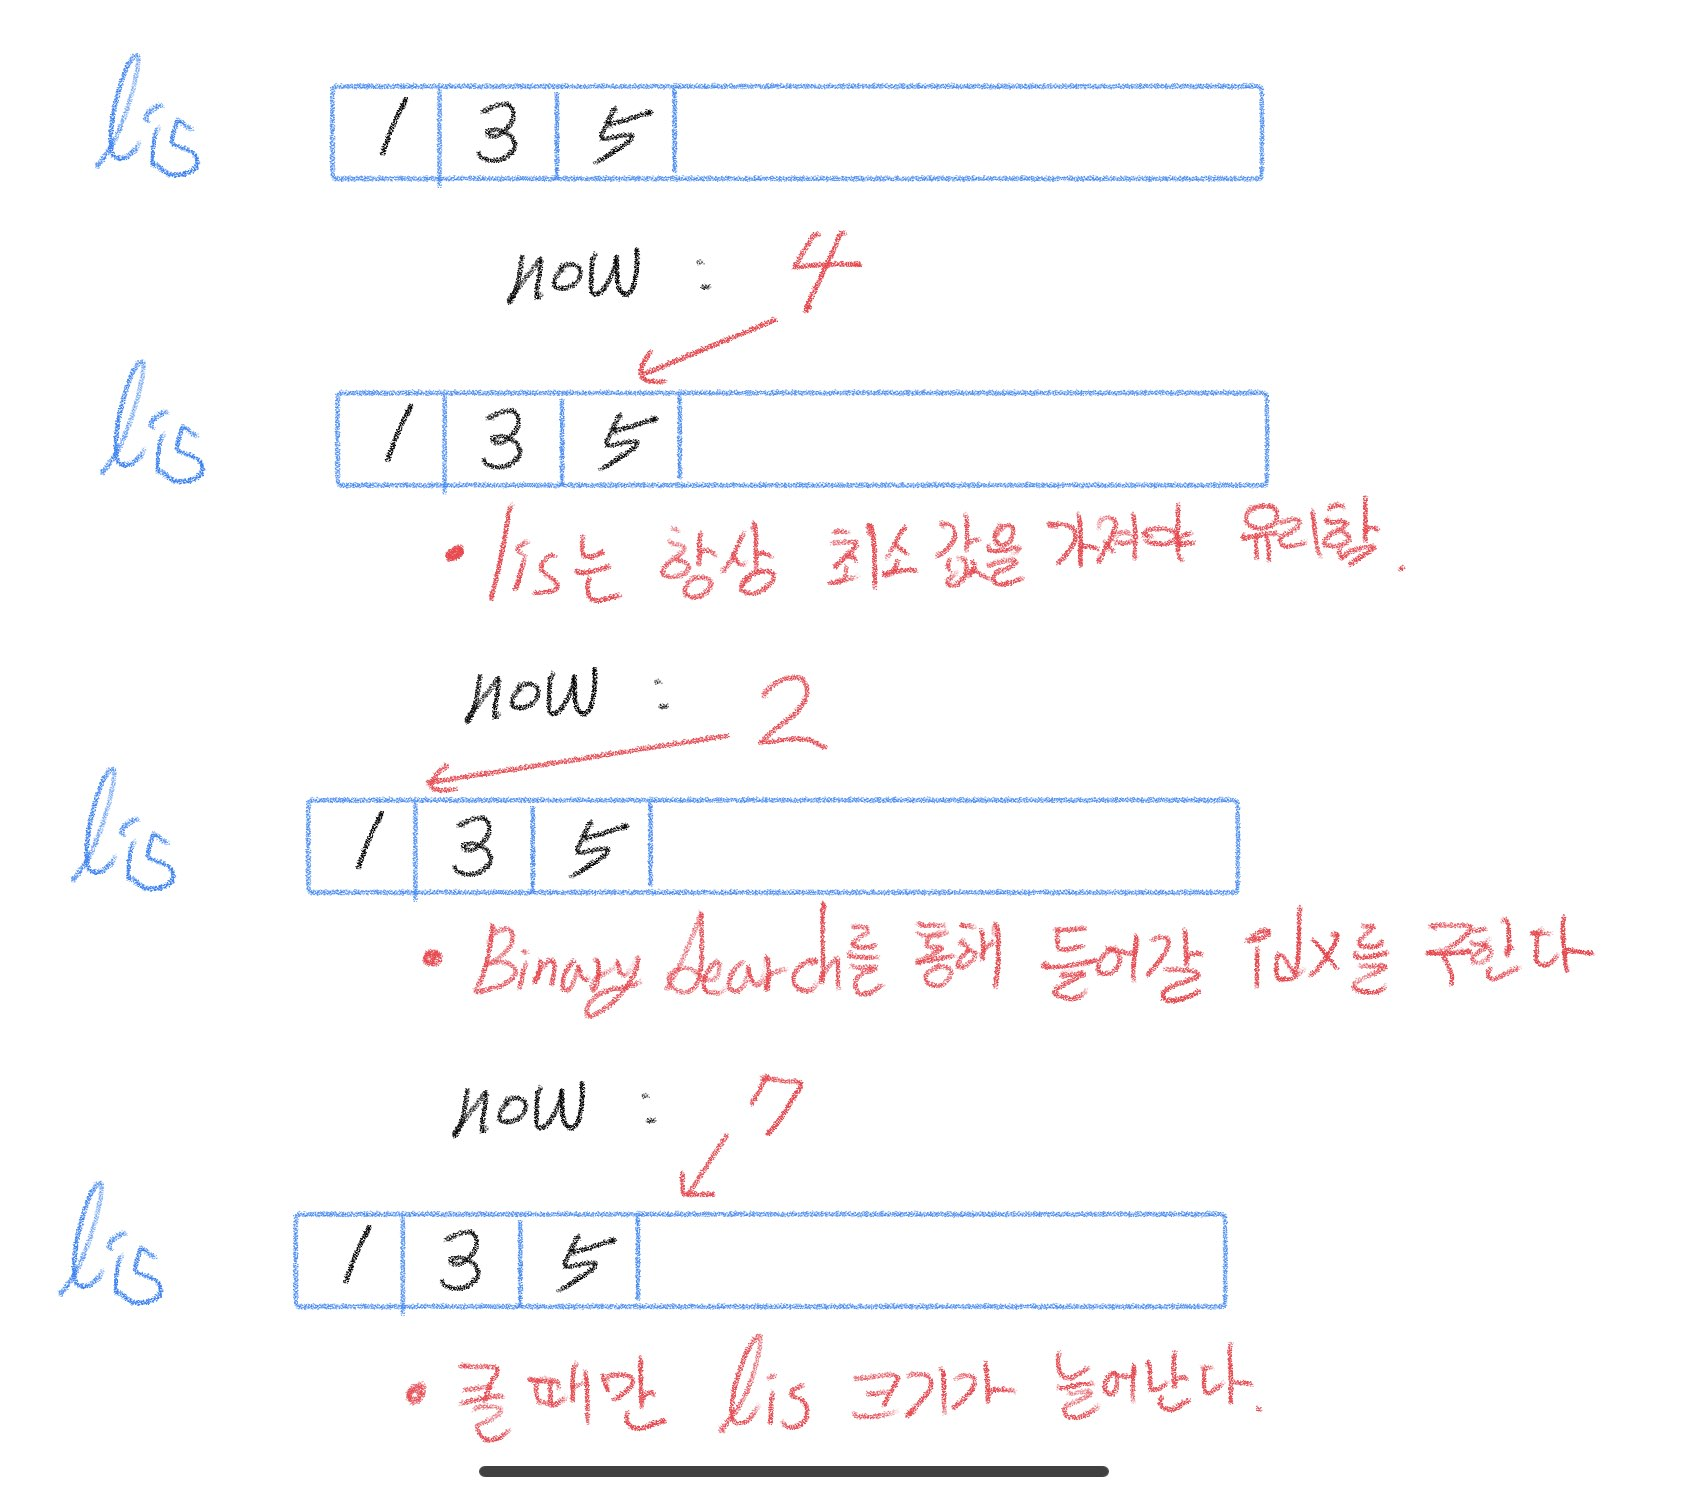 lis 1 3 5
now : 4
lis 1 3 5
• lis는 항상 최소값을 가져야 유리함.
now : 2
lis 1 3 5
• Binary Search를 통해 들어갈 idx를 구한다
now : 7
lis 1 3 5
• 클 때만 lis 크기가 늘어난다.